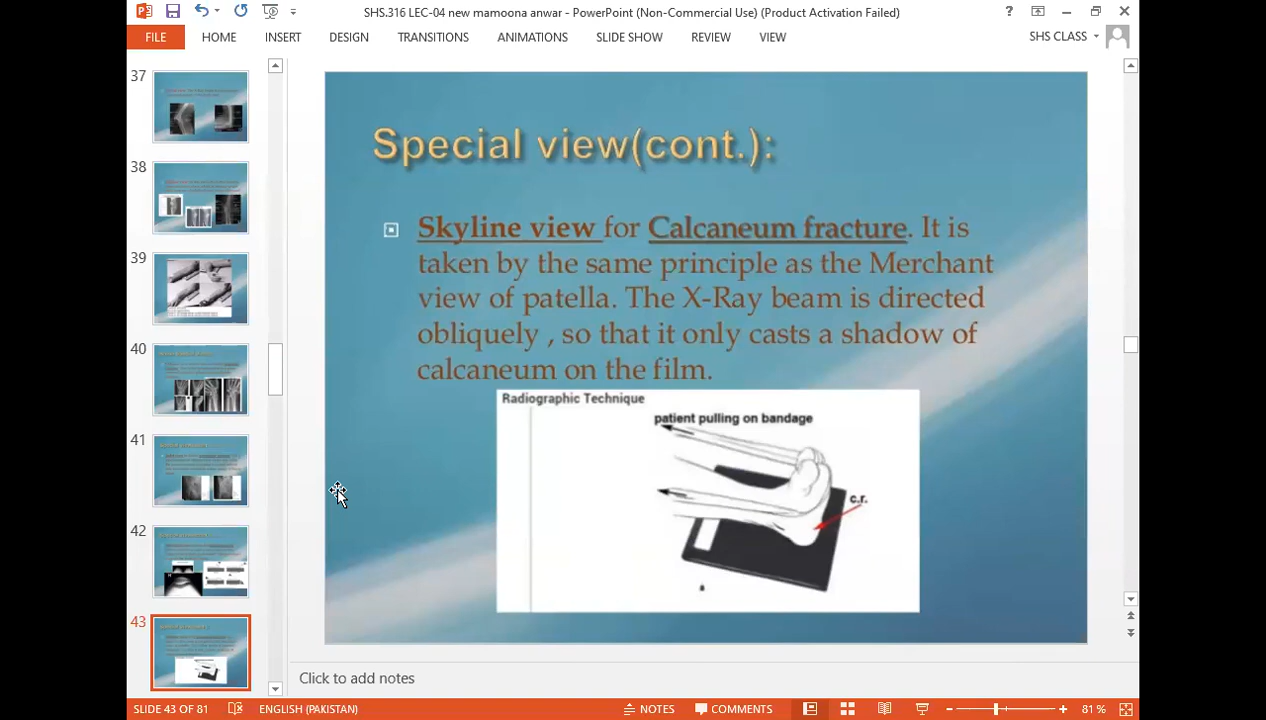 SHS.316 LEC-04 new mamoona anwar - PowerPoint (Non-Commercial Use) (Product Activation Failed)
FILE HOME INSERT DESIGN TRANSITIONS ANIMATIONS SLIDE SHOW REVIEW VIEW SHS CLASS
37
38
39
40
41
42
43
Special view(cont.):
Skyline view for Calcaneum fracture. It is
taken by the same principle as the Merchant
view of patella. The X-Ray beam is directed
obliquely , so that it only casts a shadow of
calcaneum on the film.
Radiographic Technique
patient pulling on bandage
c.r.
Click to add notes
SLIDE 43 OF 81 ENGLISH (PAKISTAN) NOTES COMMENTS 81 %